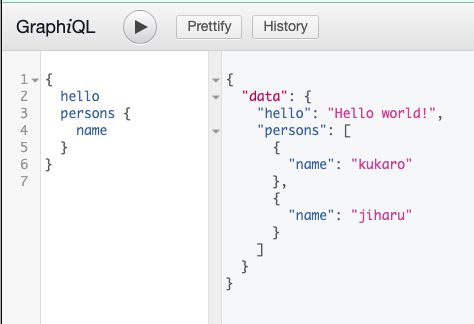 GraphiQL
Prettify
History
1
2
3
4
5
6
7
{
hello
persons {
name
}
}
{
"data": {
"hello": "Hello world!",
"persons": [
{
"name": "kukaro"
},
{
"name": "jiharu"
}
]
}
}